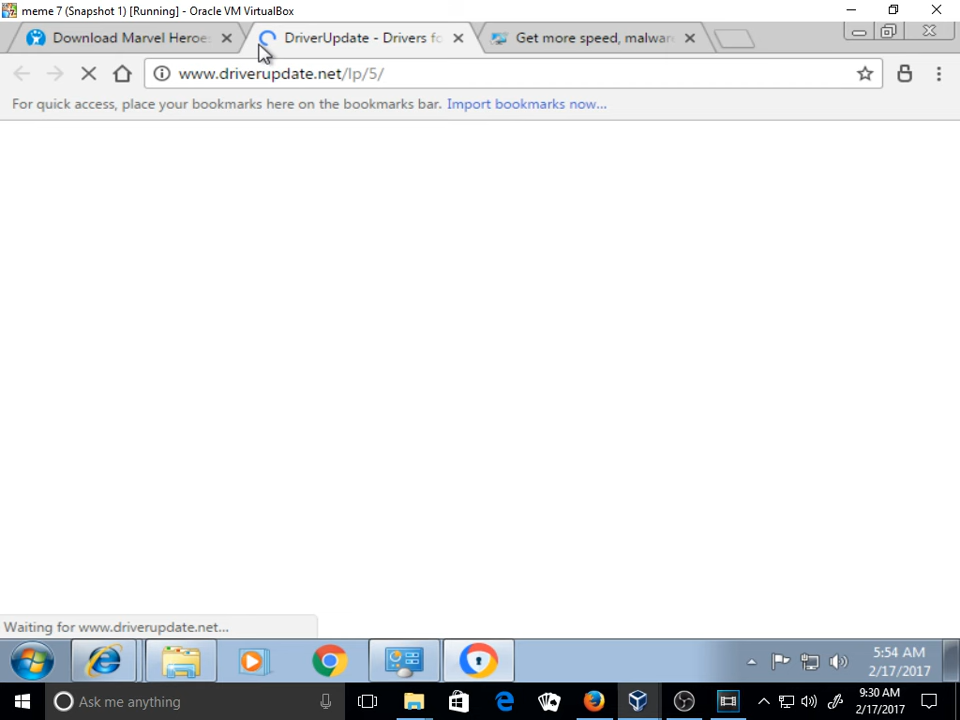 meme 7 (Snapshot 1) [Running] - Oracle VM VirtualBox
Download Marvel Heroe
DriverUpdate - Drivers fo
Get more speed, malwar
www.driverupdate.net/lp/5/
For quick access, place your bookmarks here on the bookmarks bar. Import bookmarks now...
Waiting for www.driverupdate.net...
5:54 AM
2/17/2017
Ask me anything
9:30 AM
2/17/2017